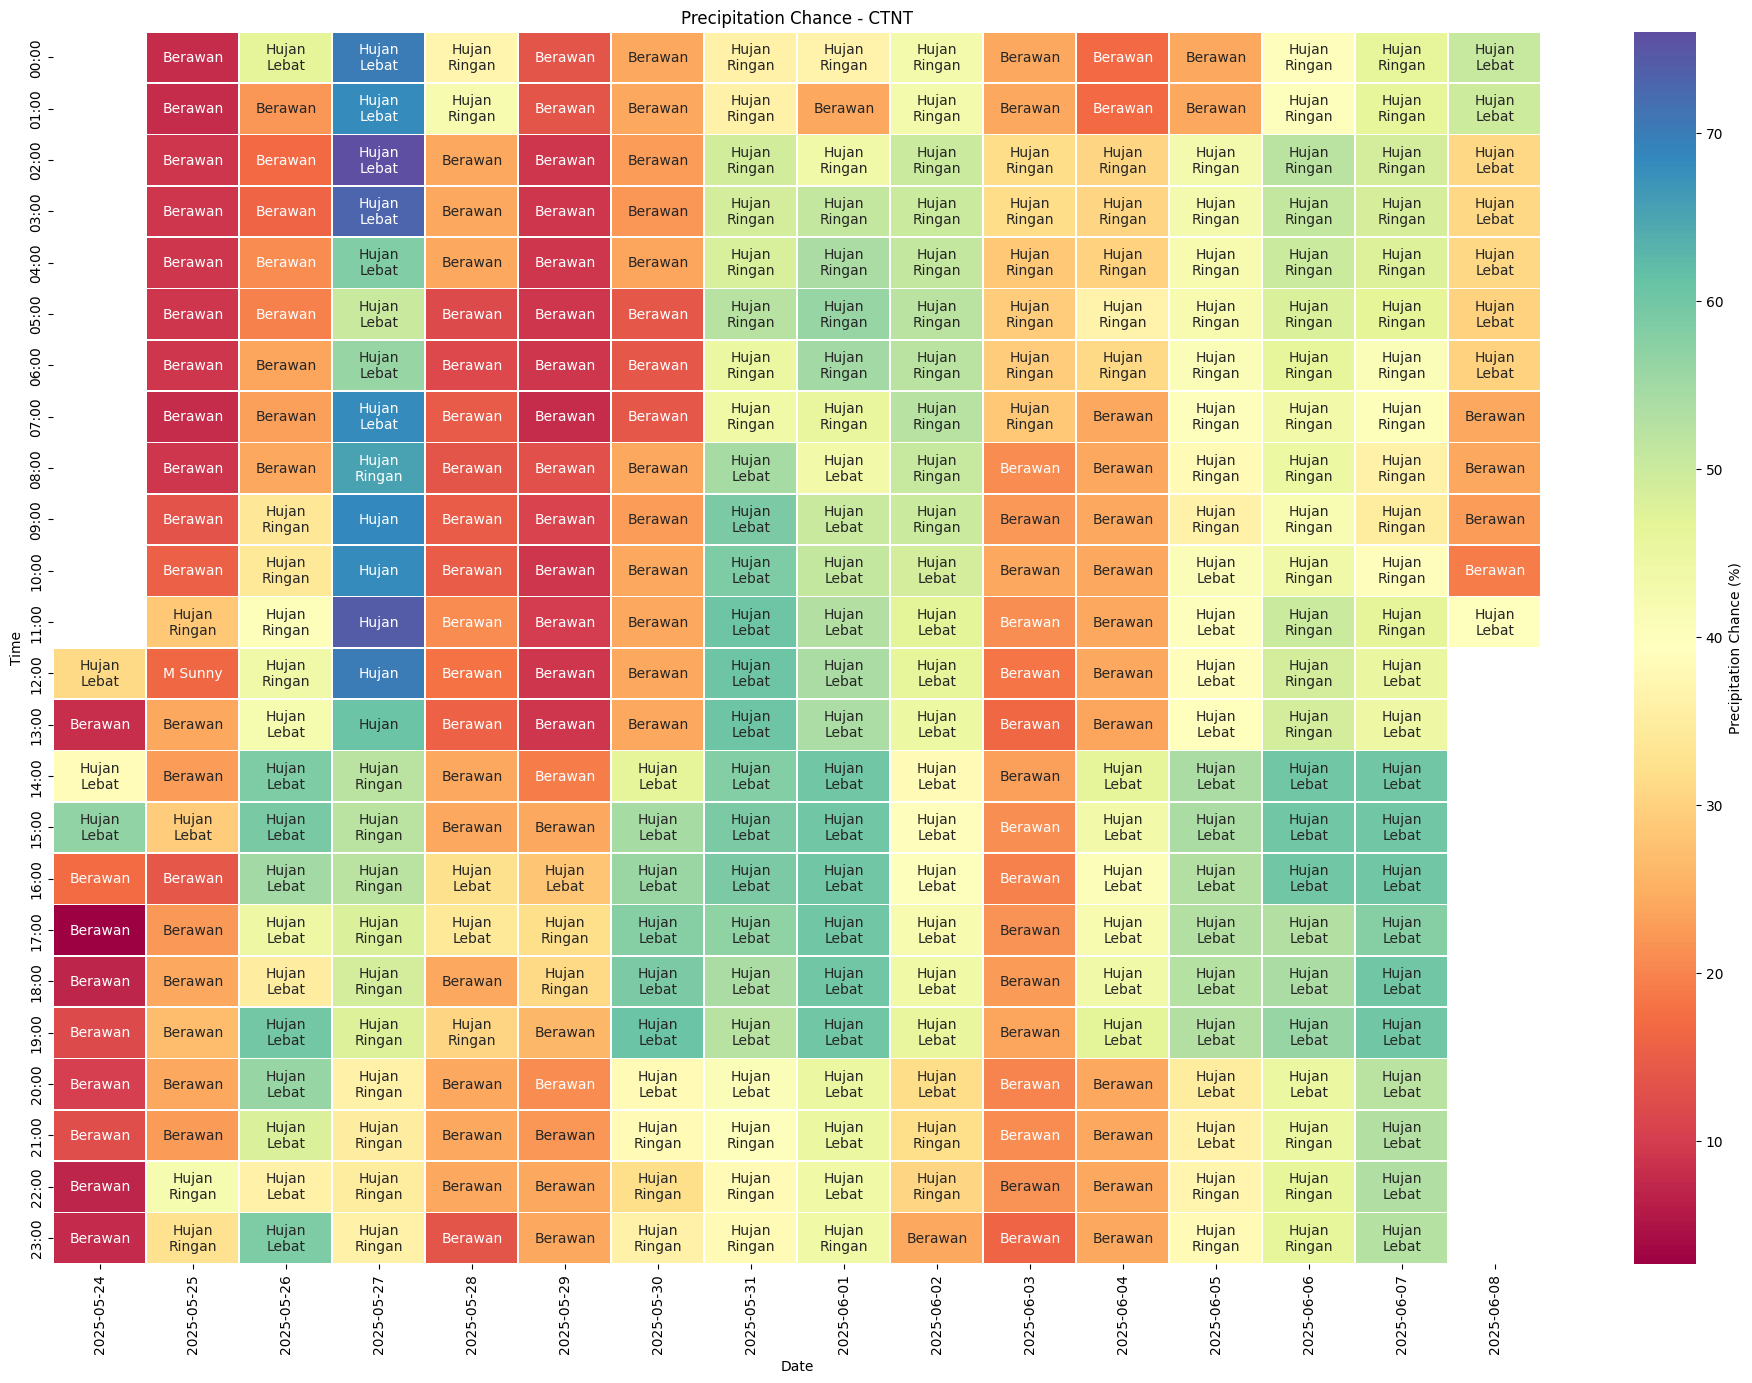 Precipitation Chance - CTNT
00:00 Berawan Hujan Lebat Hujan Lebat Hujan Ringan Berawan Berawan Hujan Ringan Hujan Ringan Hujan Ringan Berawan Berawan Berawan Hujan Ringan Hujan Ringan Hujan Lebat
01:00 Berawan Berawan Hujan Lebat Hujan Ringan Berawan Berawan Hujan Ringan Berawan Hujan Ringan Berawan Berawan Berawan Hujan Ringan Hujan Ringan Hujan Lebat
02:00 Berawan Berawan Hujan Lebat Berawan Berawan Berawan Hujan Ringan Hujan Ringan Hujan Ringan Hujan Ringan Hujan Ringan Hujan Ringan Hujan Ringan Hujan Ringan Hujan Lebat
03:00 Berawan Berawan Hujan Lebat Berawan Berawan Berawan Hujan Ringan Hujan Ringan Hujan Ringan Hujan Ringan Hujan Ringan Hujan Ringan Hujan Ringan Hujan Ringan Hujan Lebat
04:00 Berawan Berawan Hujan Lebat Berawan Berawan Berawan Hujan Ringan Hujan Ringan Hujan Ringan Hujan Ringan Hujan Ringan Hujan Ringan Hujan Ringan Hujan Ringan Hujan Lebat
05:00 Berawan Berawan Hujan Lebat Berawan Berawan Berawan Hujan Ringan Hujan Ringan Hujan Ringan Hujan Ringan Hujan Ringan Hujan Ringan Hujan Ringan Hujan Ringan Hujan Lebat
06:00 Berawan Berawan Hujan Lebat Berawan Berawan Berawan Hujan Ringan Hujan Ringan Hujan Ringan Hujan Ringan Hujan Ringan Hujan Ringan Hujan Ringan Hujan Ringan Hujan Lebat
07:00 Berawan Berawan Hujan Lebat Berawan Berawan Berawan Hujan Ringan Hujan Ringan Hujan Ringan Hujan Ringan Berawan Hujan Ringan Hujan Ringan Hujan Ringan Berawan
08:00 Berawan Berawan Hujan Ringan Berawan Berawan Berawan Hujan Lebat Hujan Lebat Hujan Ringan Berawan Berawan Hujan Ringan Hujan Ringan Hujan Ringan Berawan
09:00 Berawan Hujan Ringan Hujan Berawan Berawan Berawan Hujan Lebat Hujan Lebat Hujan Ringan Berawan Berawan Hujan Ringan Hujan Ringan Hujan Ringan Berawan
10:00 Berawan Hujan Ringan Hujan Berawan Berawan Berawan Hujan Lebat Hujan Lebat Hujan Lebat Berawan Berawan Hujan Lebat Hujan Ringan Hujan Ringan Berawan
11:00 Hujan Ringan Hujan Ringan Hujan Berawan Berawan Berawan Hujan Lebat Hujan Lebat Hujan Lebat Berawan Berawan Hujan Lebat Hujan Ringan Hujan Ringan Hujan Lebat
12:00 Hujan Lebat M Sunny Hujan Ringan Hujan Berawan Berawan Berawan Hujan Lebat Hujan Lebat Hujan Lebat Berawan Berawan Hujan Lebat Hujan Ringan Hujan Lebat
13:00 Berawan Berawan Hujan Lebat Hujan Berawan Berawan Berawan Hujan Lebat Hujan Lebat Hujan Lebat Berawan Berawan Hujan Lebat Hujan Ringan Hujan Lebat
14:00 Hujan Lebat Berawan Hujan Lebat Hujan Ringan Berawan Berawan Hujan Lebat Hujan Lebat Hujan Lebat Hujan Lebat Berawan Hujan Lebat Hujan Lebat Hujan Lebat Hujan Lebat
15:00 Hujan Lebat Hujan Lebat Hujan Lebat Hujan Ringan Berawan Berawan Hujan Lebat Hujan Lebat Hujan Lebat Hujan Lebat Berawan Hujan Lebat Hujan Lebat Hujan Lebat Hujan Lebat
16:00 Berawan Berawan Hujan Lebat Hujan Ringan Hujan Lebat Hujan Lebat Hujan Lebat Hujan Lebat Hujan Lebat Hujan Lebat Berawan Hujan Lebat Hujan Lebat Hujan Lebat Hujan Lebat
17:00 Berawan Berawan Hujan Lebat Hujan Ringan Hujan Lebat Hujan Ringan Hujan Lebat Hujan Lebat Hujan Lebat Hujan Lebat Berawan Hujan Lebat Hujan Lebat Hujan Lebat Hujan Lebat
18:00 Berawan Berawan Hujan Lebat Hujan Ringan Berawan Hujan Ringan Hujan Lebat Hujan Lebat Hujan Lebat Hujan Lebat Berawan Hujan Lebat Hujan Lebat Hujan Lebat Hujan Lebat
19:00 Berawan Berawan Hujan Lebat Hujan Ringan Hujan Ringan Berawan Hujan Lebat Hujan Lebat Hujan Lebat Hujan Lebat Berawan Hujan Lebat Hujan Lebat Hujan Lebat Hujan Lebat
20:00 Berawan Berawan Hujan Lebat Hujan Ringan Berawan Berawan Hujan Lebat Hujan Lebat Hujan Lebat Hujan Lebat Berawan Berawan Hujan Lebat Hujan Lebat Hujan Lebat
21:00 Berawan Berawan Hujan Lebat Hujan Ringan Berawan Berawan Hujan Ringan Hujan Ringan Hujan Lebat Hujan Ringan Berawan Berawan Hujan Lebat Hujan Ringan Hujan Lebat
22:00 Berawan Hujan Ringan Hujan Lebat Hujan Ringan Berawan Berawan Hujan Ringan Hujan Ringan Hujan Lebat Hujan Ringan Berawan Berawan Hujan Ringan Hujan Ringan Hujan Lebat
23:00 Berawan Hujan Ringan Hujan Lebat Hujan Ringan Berawan Berawan Hujan Ringan Hujan Ringan Hujan Ringan Berawan Berawan Berawan Hujan Ringan Hujan Ringan Hujan Lebat
Time
2025-05-24 2025-05-25 2025-05-26 2025-05-27 2025-05-28 2025-05-29 2025-05-30 2025-05-31 2025-06-01 2025-06-02 2025-06-03 2025-06-04 2025-06-05 2025-06-06 2025-06-07 2025-06-08
Date
70
60
50
40
30
20
10
Precipitation Chance (%)